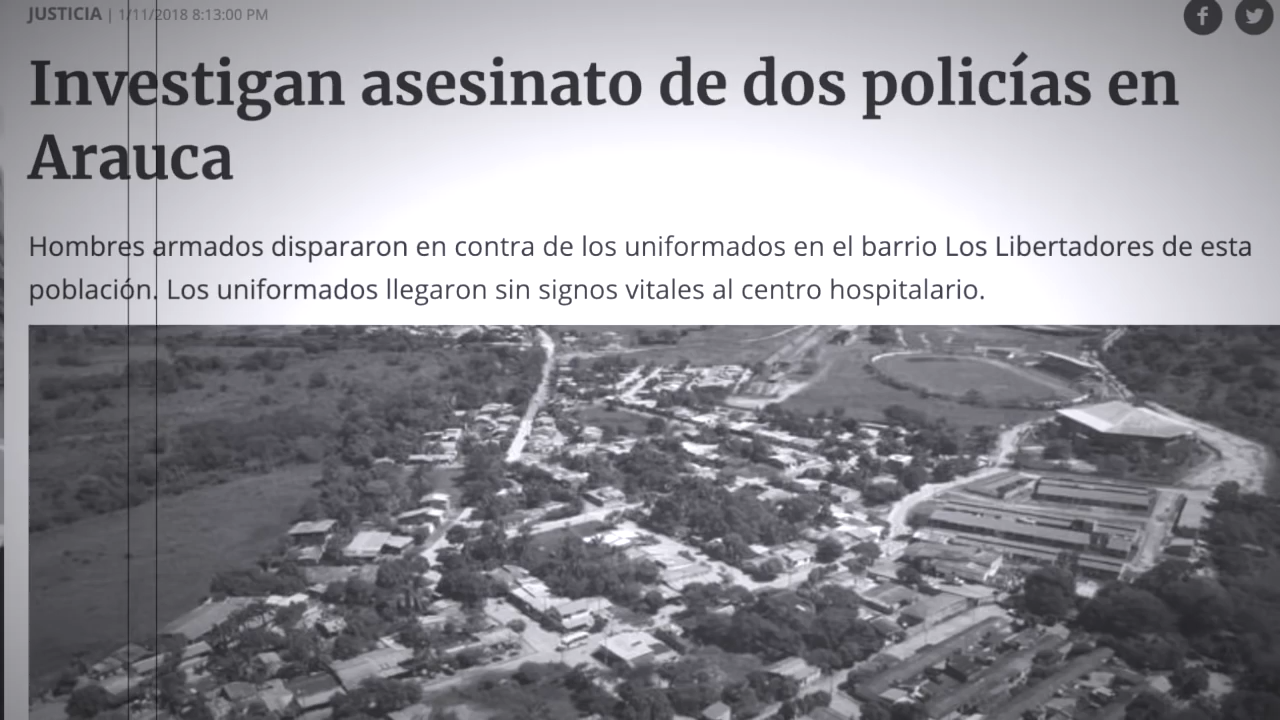 JUSTICIA | 1/11/2018 8:13:00 PM
Investigan asesinato de dos policías en
Arauca
Hombres armados dispararon en contra de los uniformados en el barrio Los Libertadores de esta
población. Los uniformados llegaron sin signos vitales al centro hospitalario.